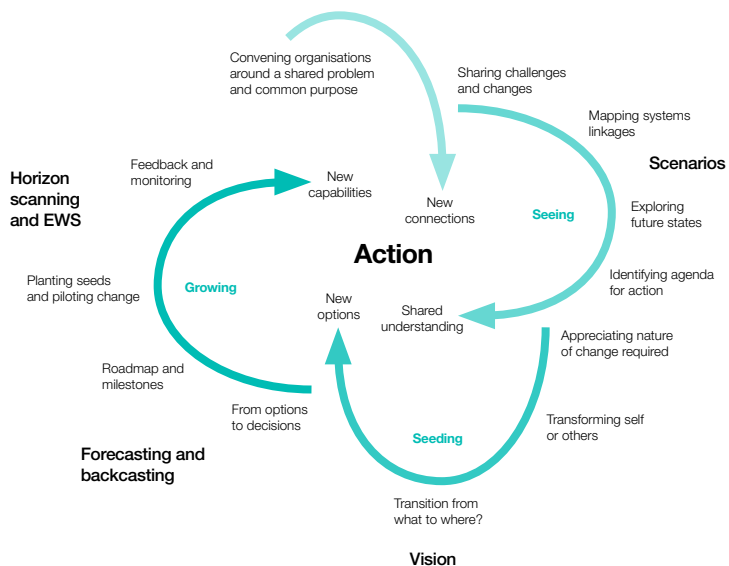 Convening organisations
around a shared problem
and common purpose
Sharing challenges
and changes
Mapping systems
linkages
Scenarios
Exploring
future states
Identifying agenda
for action
Seeing
New
connections
Shared
understanding
Appreciating nature
of change required
Transforming self
or others
Seeding
Transition from
what to where?
Vision
New
options
From options
to decisions
Forecasting and
backcasting
Roadmap and
milestones
Growing
Planting seeds
and piloting change
Horizon
scanning
and EWS
Feedback and
monitoring
New
capabilities
Action